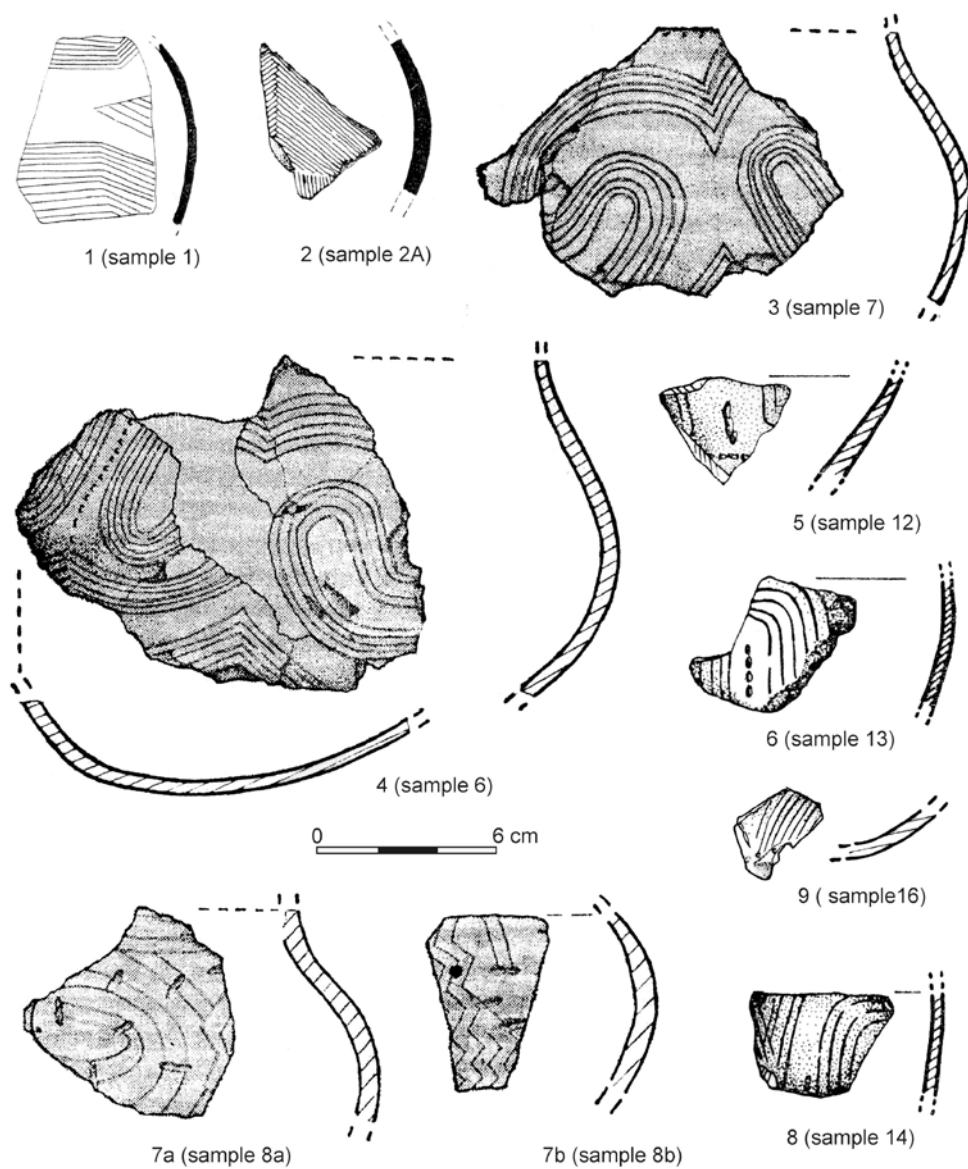 1 (sample 1)
2 (sample 2A)
3 (sample 7)
5 (sample 12)
6 (sample 13)
4 (sample 6)
0 6 cm
9 ( sample16)
7a (sample 8a)
7b (sample 8b)
8 (sample 14)